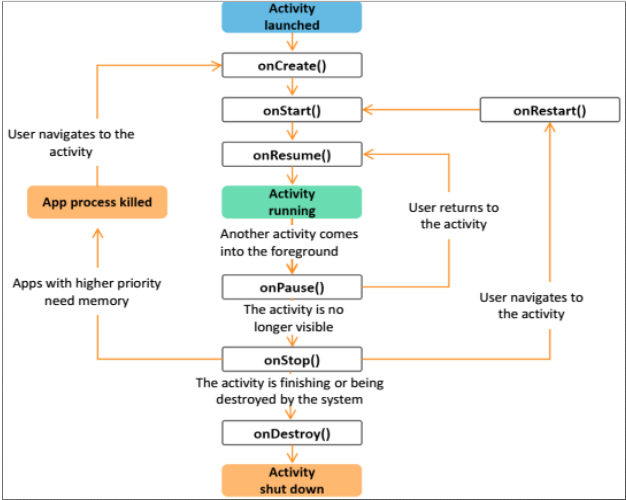 Activity
launched
onCreate()
onStart()
onRestart()
User navigates to the
activity
onResume()
App process killed
Activity
running
User returns to
the activity
Another activity comes
into the foreground
Apps with higher priority
need memory
onPause()
User navigates to
the activity
The activity is no
longer visible
onStop()
The activity is finishing or being
destroyed by the system
onDestroy()
Activity
shut down